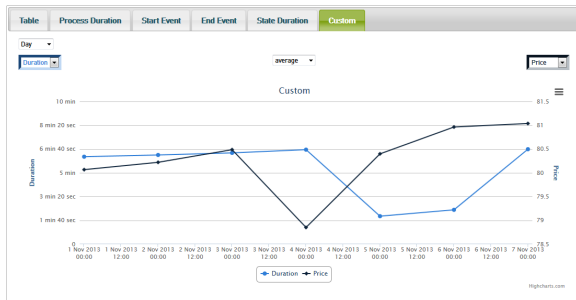 Table Process Duration Start Event End Event State Duration Custom
Day
Duration average Price
Custom
10 min 81.5
8 min 20 sec 81
6 min 40 sec 80.5
5 min 80
3 min 20 sec 79.5
1 min 40 sec 79
0 78.5
Duration
Price
1 Nov 2013 00:00 1 Nov 2013 12:00 2 Nov 2013 00:00 2 Nov 2013 12:00 3 Nov 2013 00:00 3 Nov 2013 12:00 4 Nov 2013 00:00 4 Nov 2013 12:00 5 Nov 2013 00:00 5 Nov 2013 12:00 6 Nov 2013 00:00 6 Nov 2013 12:00 7 Nov 2013 00:00
Duration Price
Highcharts.com